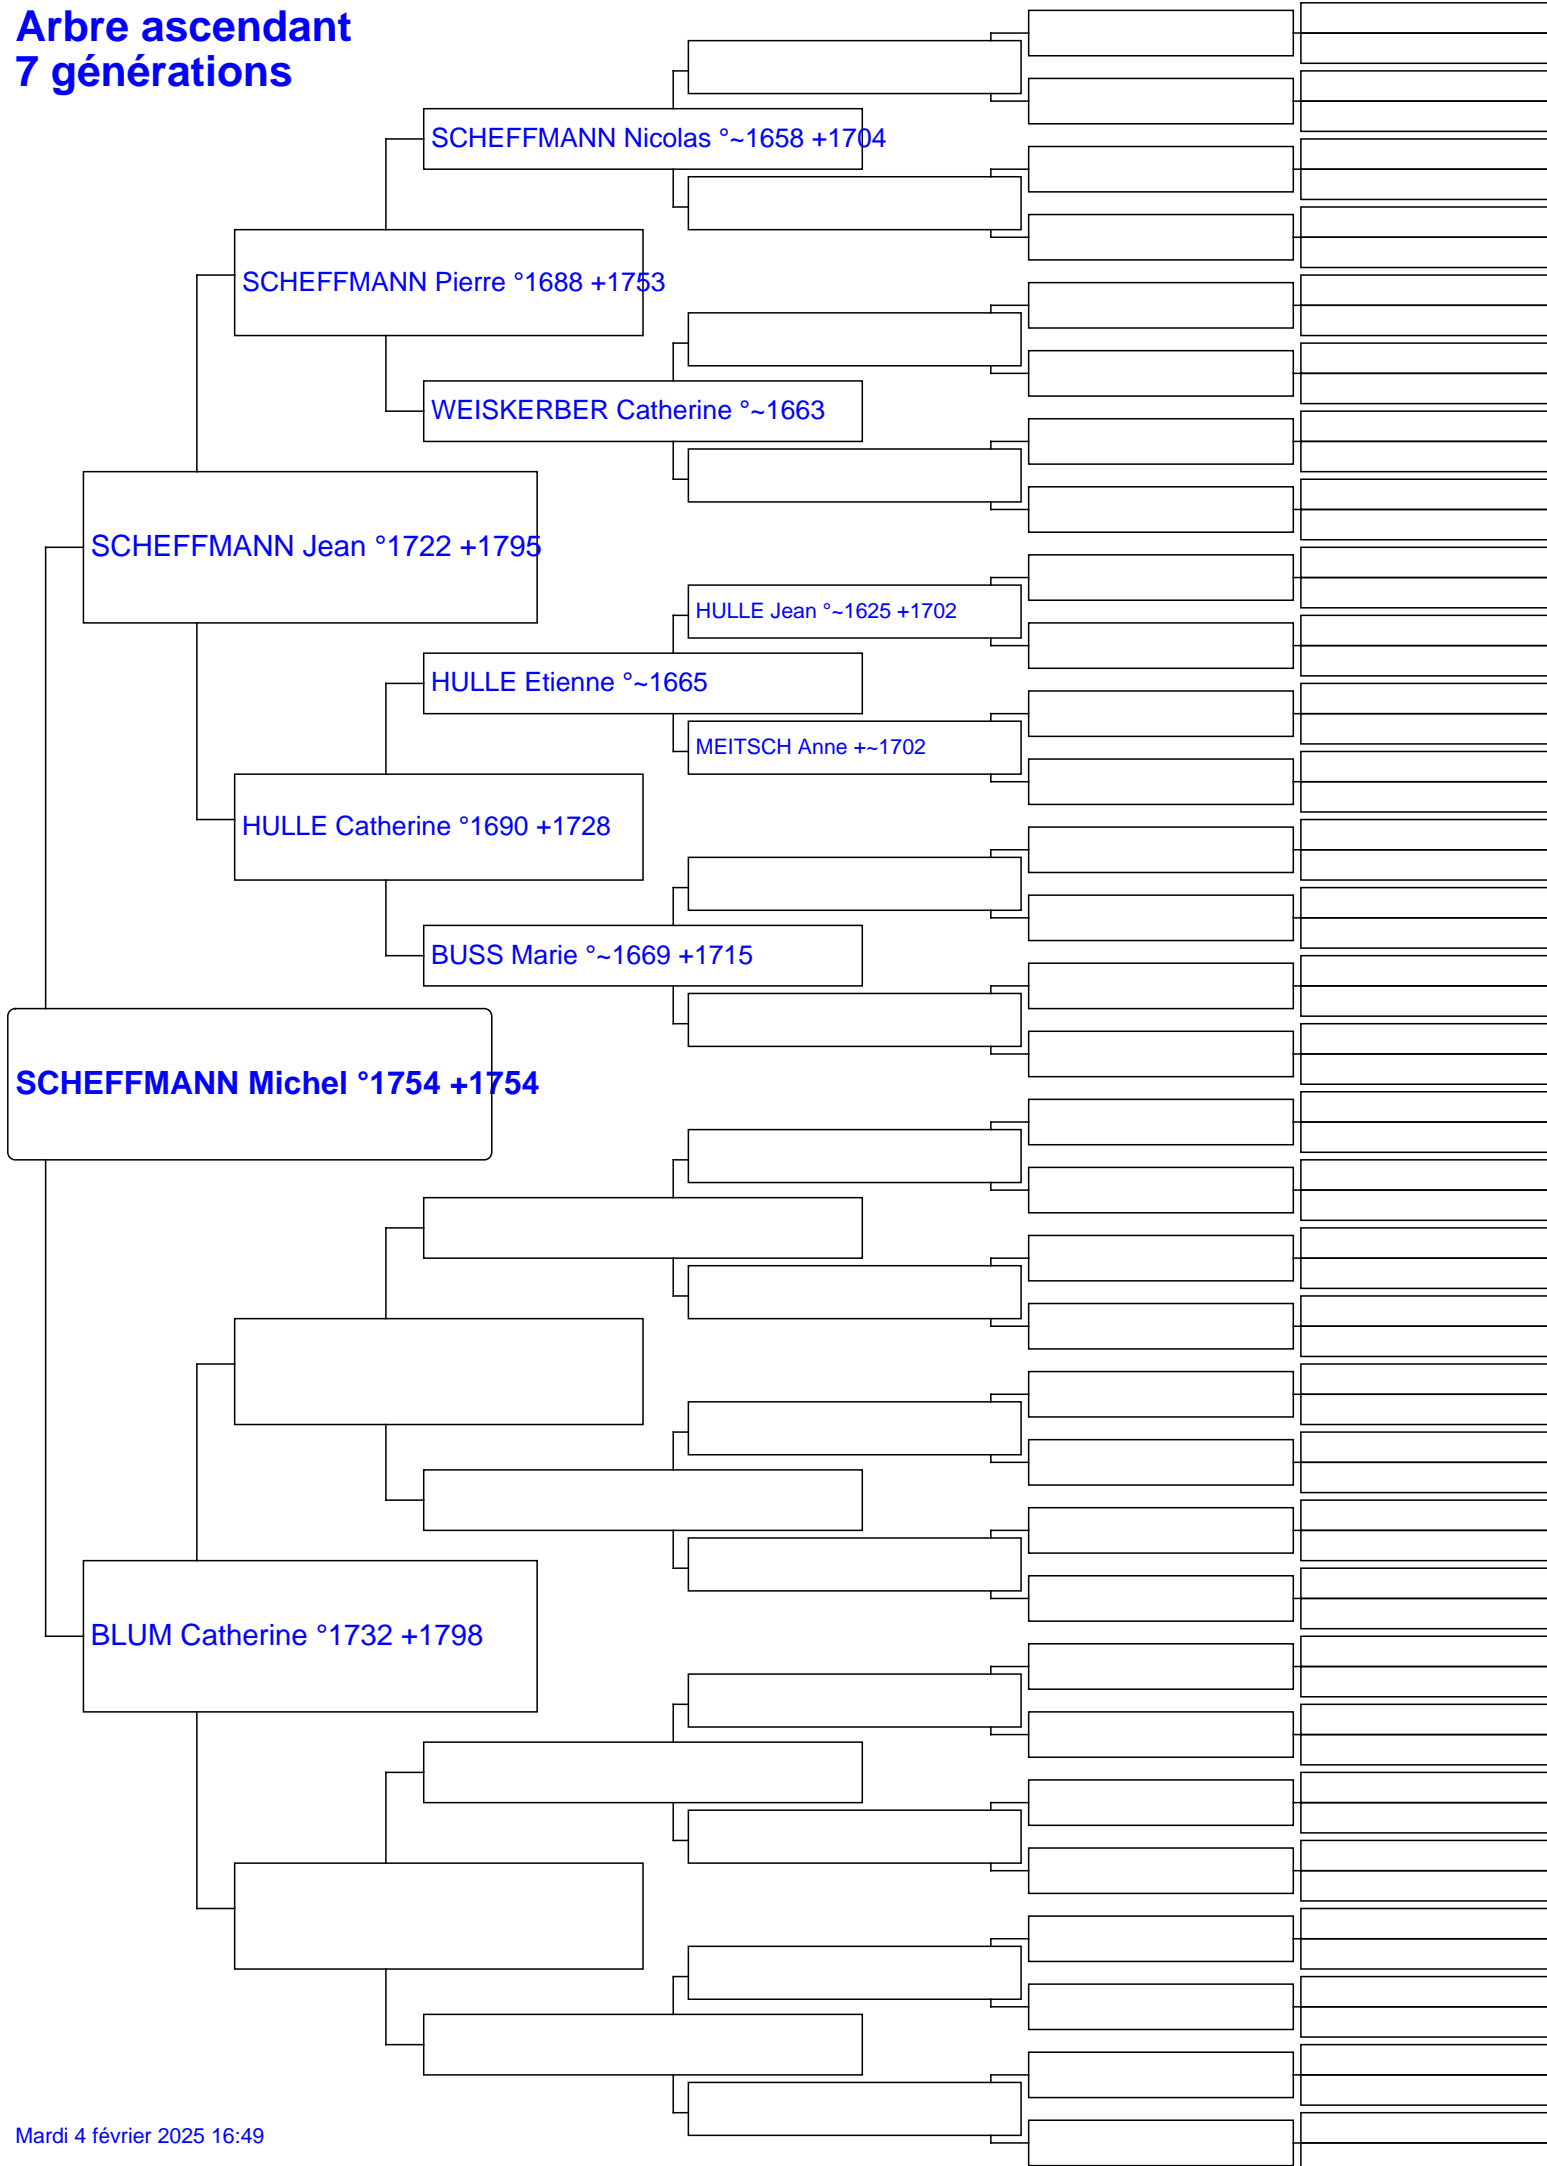 Arbre ascendant
7 générations
SCHEFFMANN Nicolas °~1658 +1704
SCHEFFMANN Pierre °1688 +1753
WEISKERBER Catherine °~1663
SCHEFFMANN Jean °1722 +1795
HULLE Jean °~1625 +1702
HULLE Etienne °~1665
MEITSCH Anne +~1702
HULLE Catherine °1690 +1728
BUSS Marie °~1669 +1715
SCHEFFMANN Michel °1754 +1754
BLUM Catherine °1732 +1798
Mardi 4 février 2025 16:49